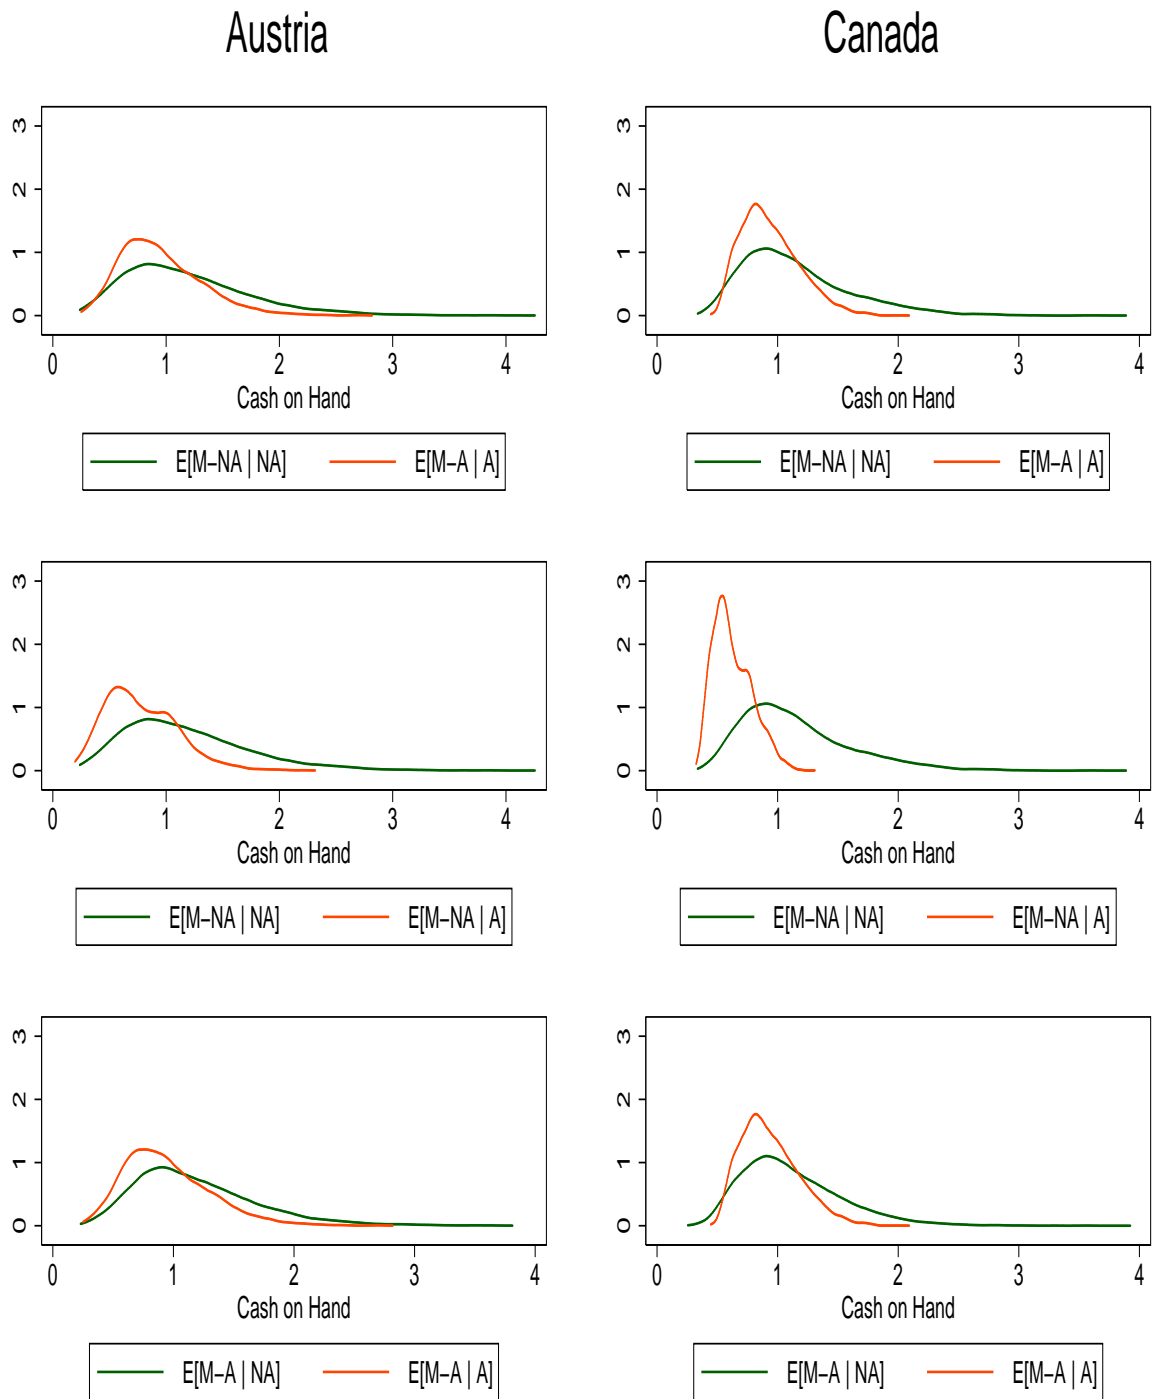 Austria Canada
3 3
2 2
1 1
0 0
0 1 2 3 4 0 1 2 3 4
Cash on Hand Cash on Hand
E[M–NA | NA] E[M–A | A] E[M–NA | NA] E[M–A | A]
3 3
2 2
1 1
0 0
0 1 2 3 4 0 1 2 3 4
Cash on Hand Cash on Hand
E[M–NA | NA] E[M–NA | A] E[M–NA | NA] E[M–NA | A]
3 3
2 2
1 1
0 0
0 1 2 3 4 0 1 2 3 4
Cash on Hand Cash on Hand
E[M–A | NA] E[M–A | A] E[M–A | NA] E[M–A | A]